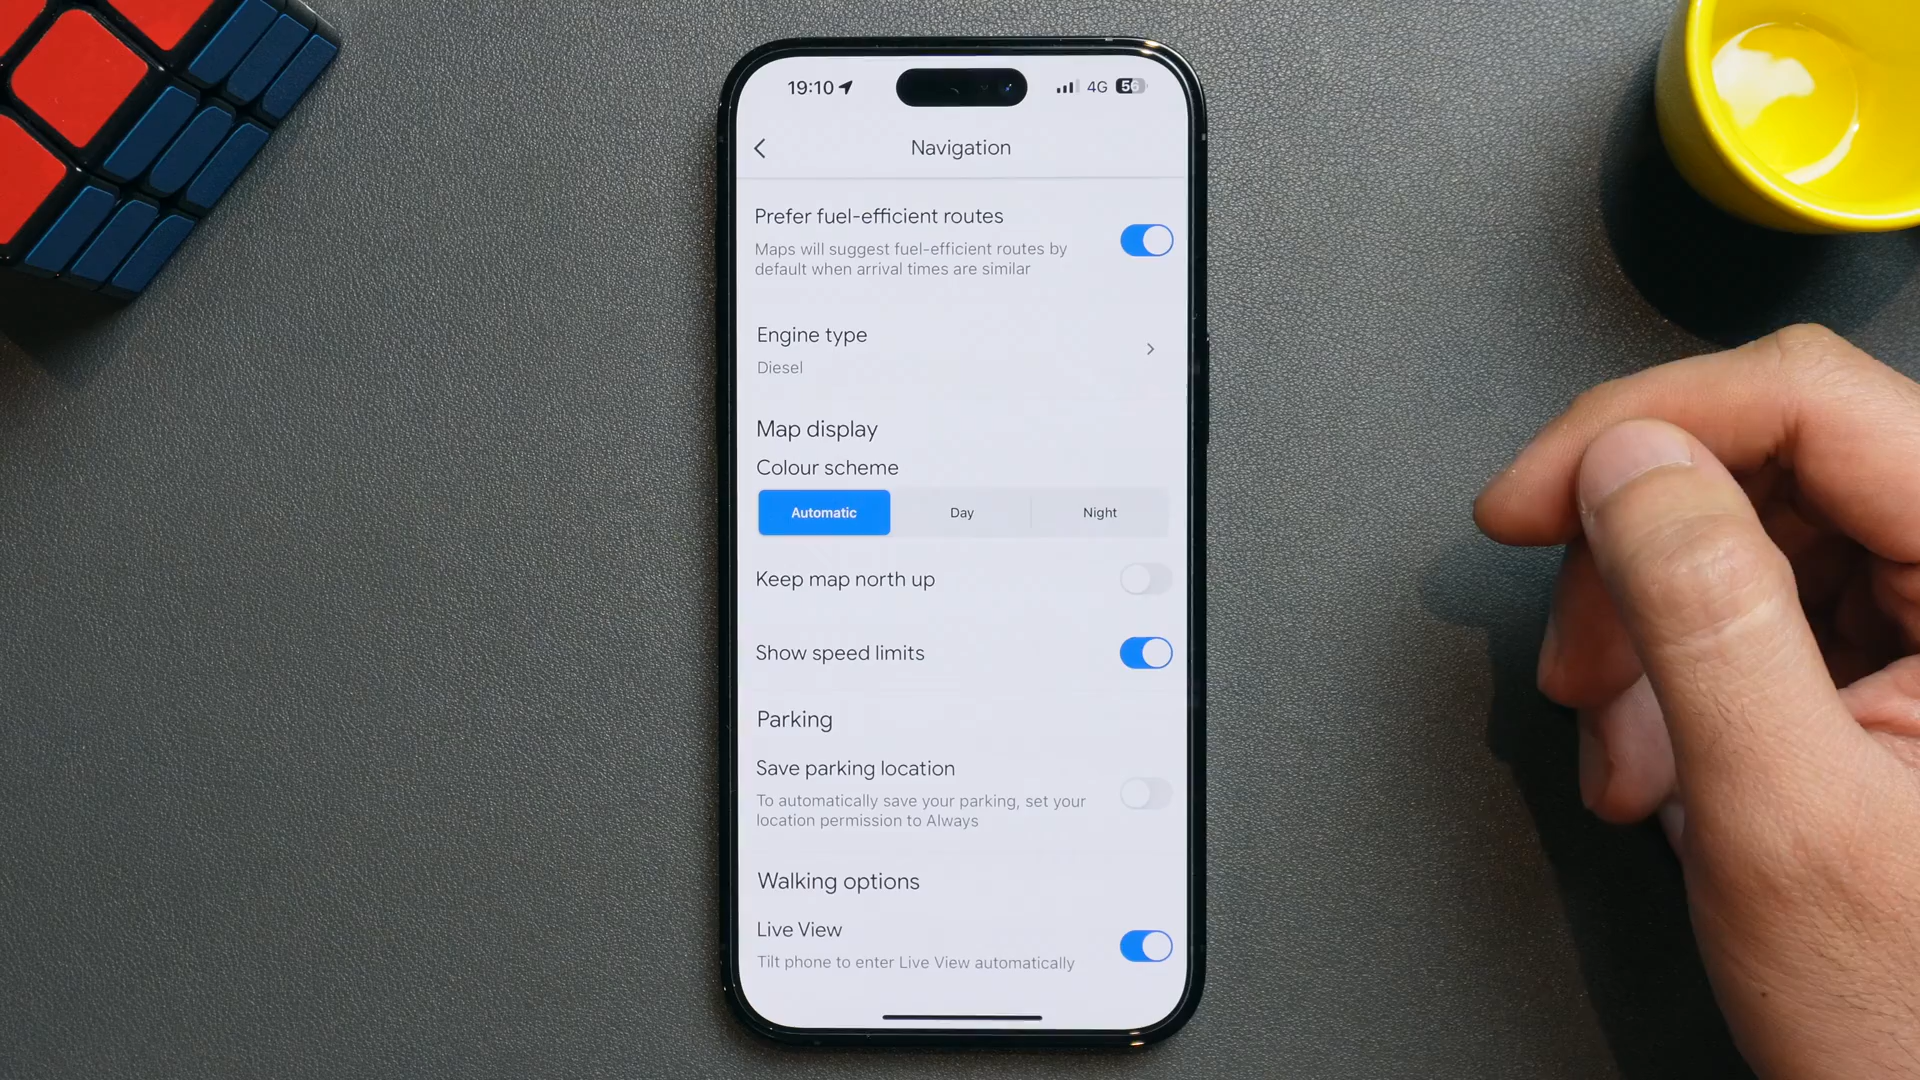 19:10
4G 56
Navigation
Prefer fuel-efficient routes
Maps will suggest fuel-efficient routes by
default when arrival times are similar
Engine type
Diesel
Map display
Colour scheme
Automatic Day Night
Keep map north up
Show speed limits
Parking
Save parking location
To automatically save your parking, set your
location permission to Always
Walking options
Live View
Tilt phone to enter Live View automatically